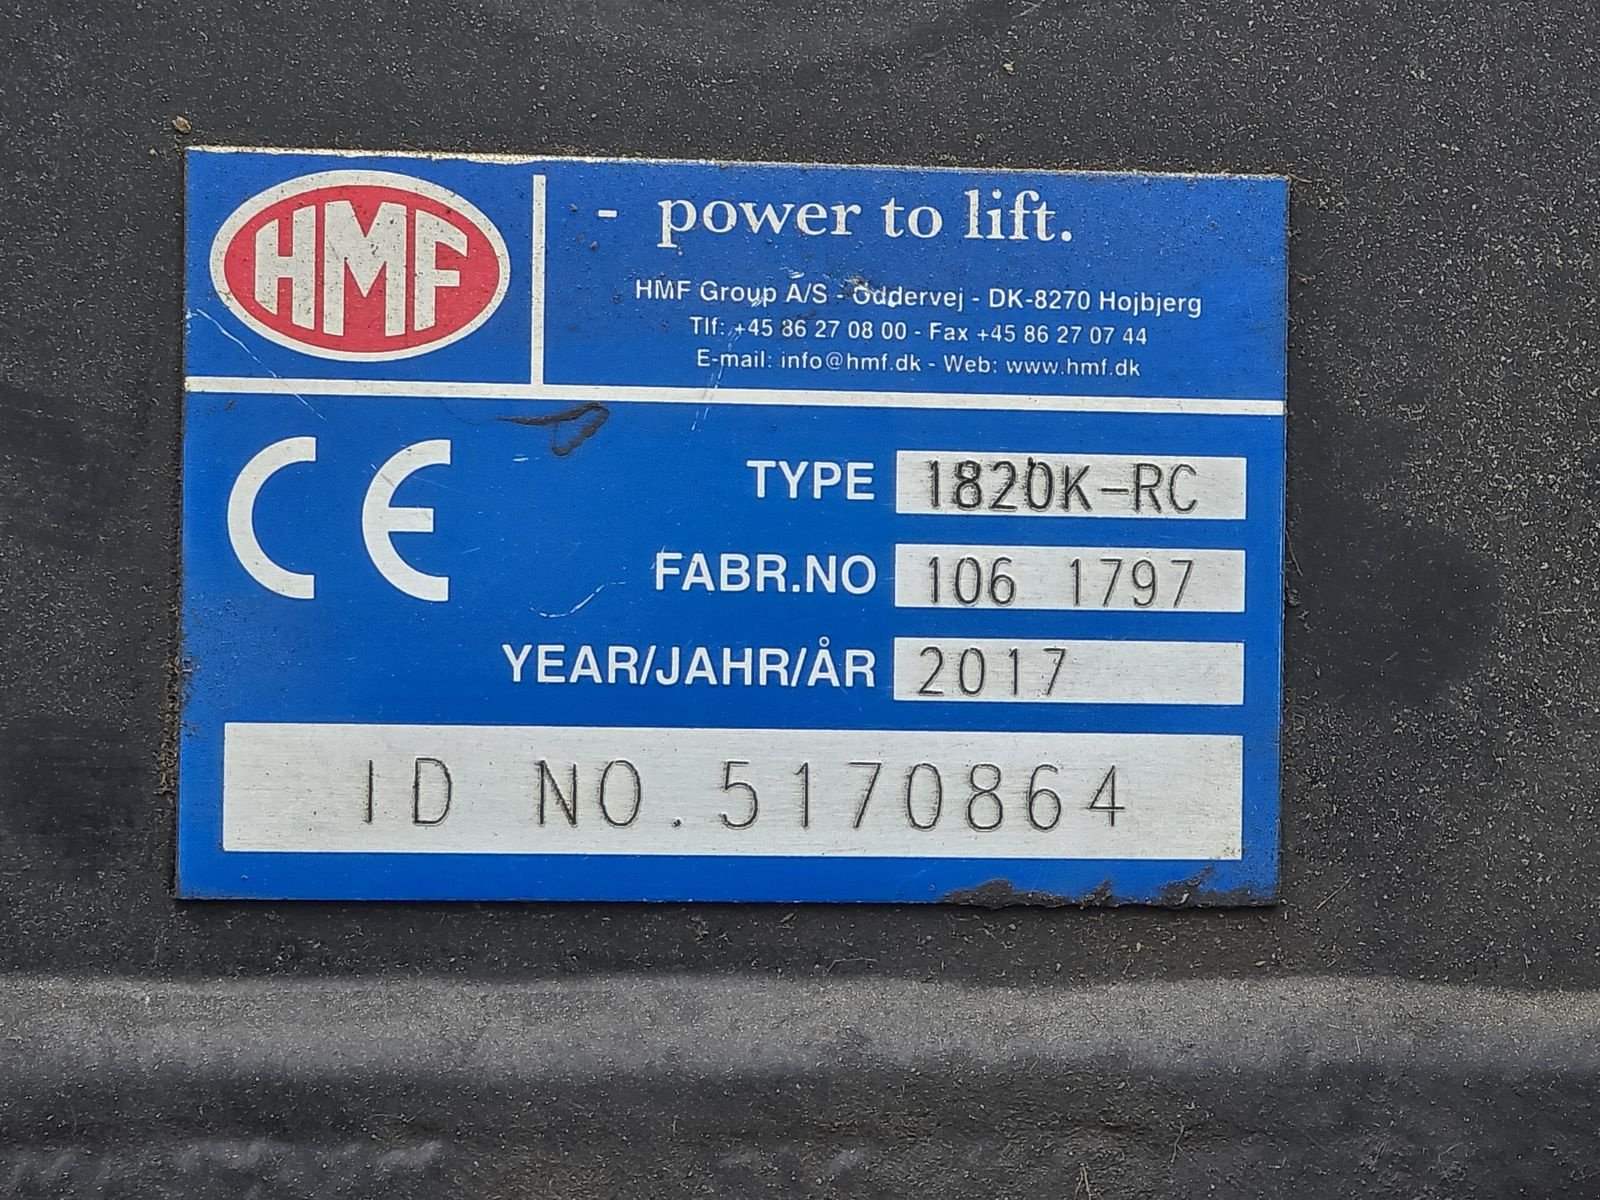 HMF
- power to lift.
HMF Group A/S - Oddervej - DK-8270 Hojbjerg
Tlf: +45 86 27 08 00 - Fax +45 86 27 07 44
E-mail: info@hmf.dk - Web: www.hmf.dk
CE
TYPE 1820K-RC
FABR.NO 106 1797
YEAR/JAHR/ÅR 2017
ID NO. 5170864